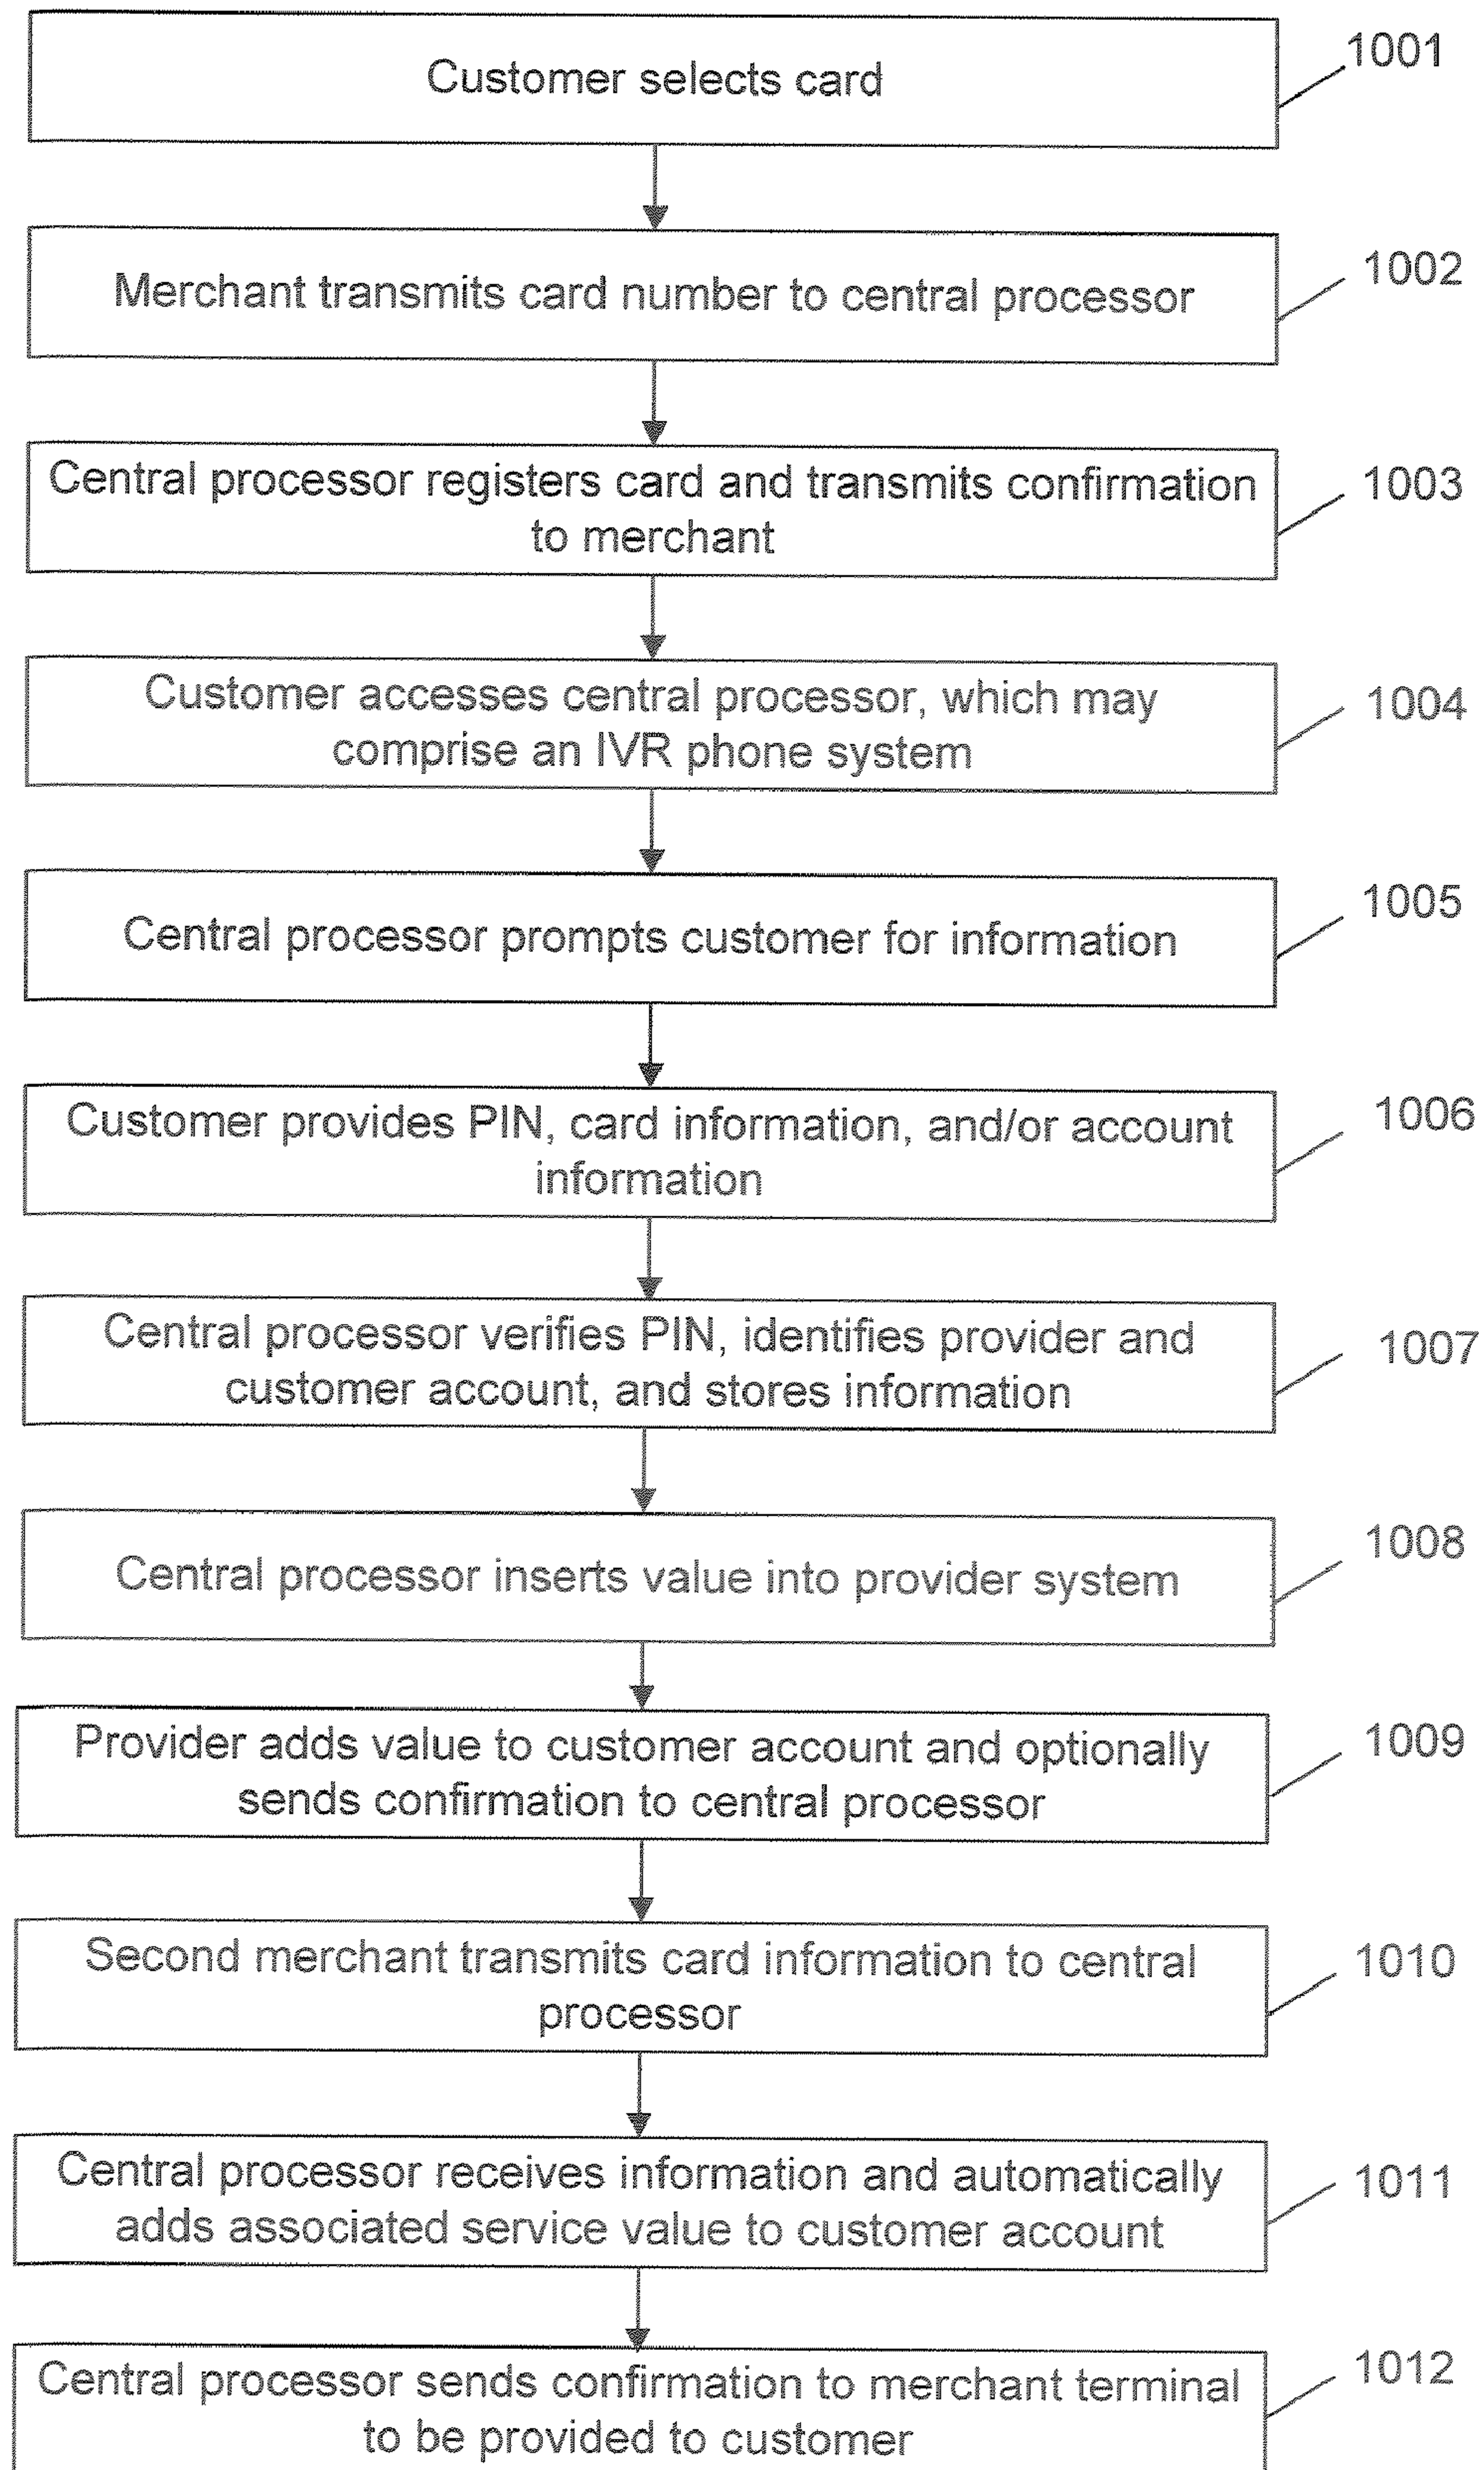 Customer selects card
1001
Merchant transmits card number to central processor
1002
Central processor registers card and transmits confirmation
to merchant
1003
Customer accesses central processor, which may
comprise an IVR phone system
1004
Central processor prompts customer for information
1005
Customer provides PIN, card information, and/or account
information
1006
Central processor verifies PIN, identifies provider and
customer account, and stores information
1007
Central processor inserts value into provider system
1008
Provider adds value to customer account and optionally
sends confirmation to central processor
1009
Second merchant transmits card information to central
processor
1010
Central processor receives information and automatically
adds associated service value to customer account
1011
Central processor sends confirmation to merchant terminal
to be provided to customer
1012